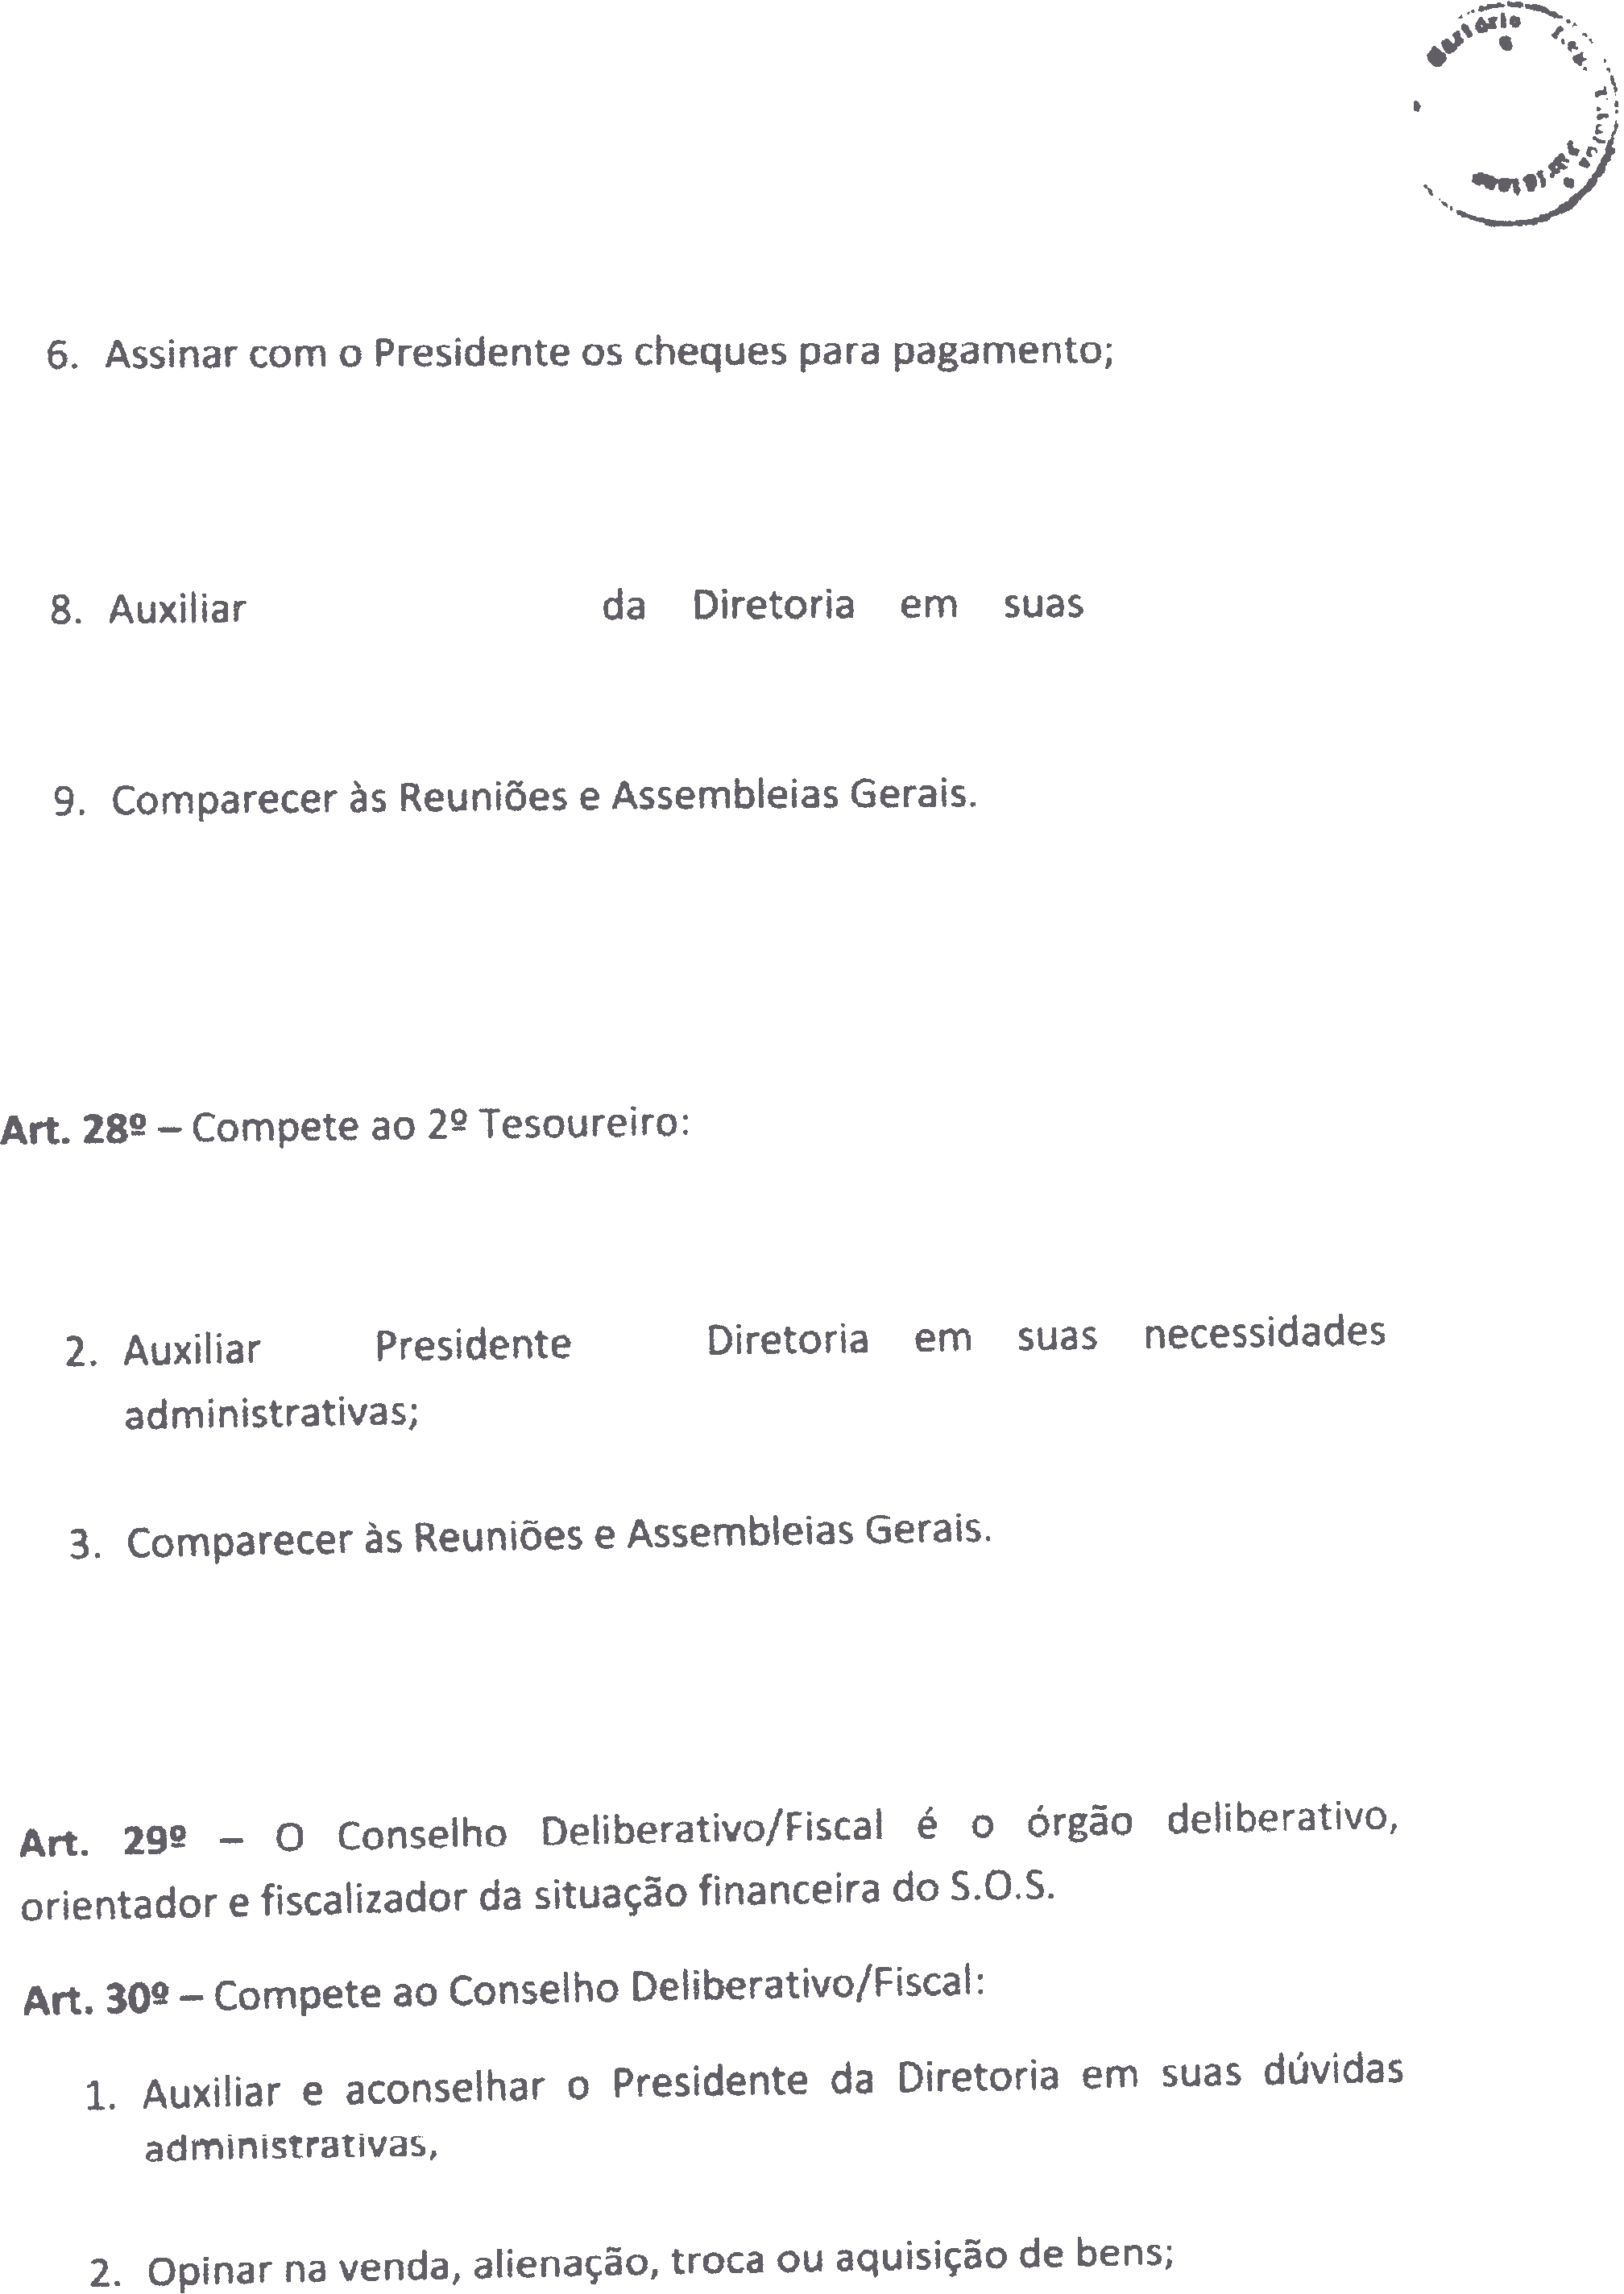 6. Assinar com o Presidente os cheques para pagamento;
8. Auxiliar da Diretoria em suas
9. Comparecer às Reuniões e Assembleias Gerais.
Art. 28º – Compete ao 2º Tesoureiro:
2. Auxiliar Presidente Diretoria em suas necessidades
administrativas;
3. Comparecer às Reuniões e Assembleias Gerais.
Art. 29º – O Conselho Deliberativo/Fiscal é o órgão deliberativo,
orientador e fiscalizador da situação financeira do S.O.S.
Art. 30º – Compete ao Conselho Deliberativo/Fiscal:
1. Auxiliar e aconselhar o Presidente da Diretoria em suas dúvidas
administrativas,
2. Opinar na venda, alienação, troca ou aquisição de bens;